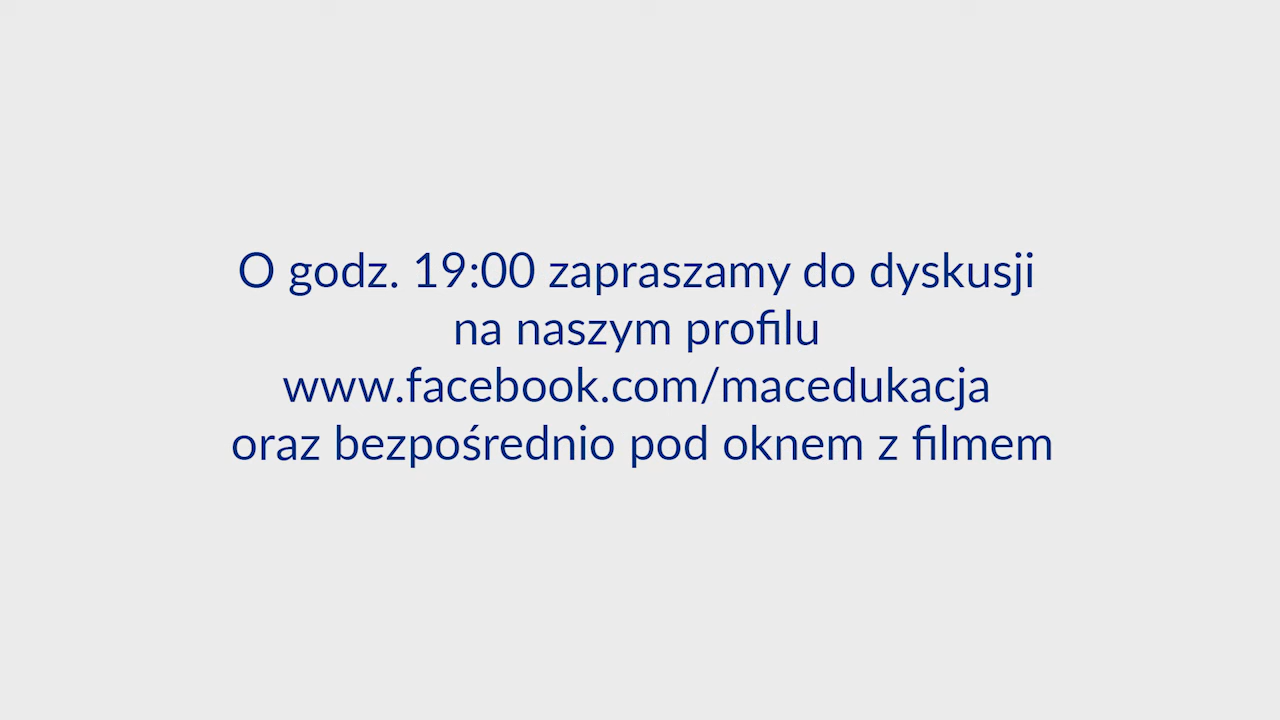 O godz. 19:00 zapraszamy do dyskusji
na naszym profilu
www.facebook.com/macedukacja
oraz bezpośrednio pod oknem z filmem